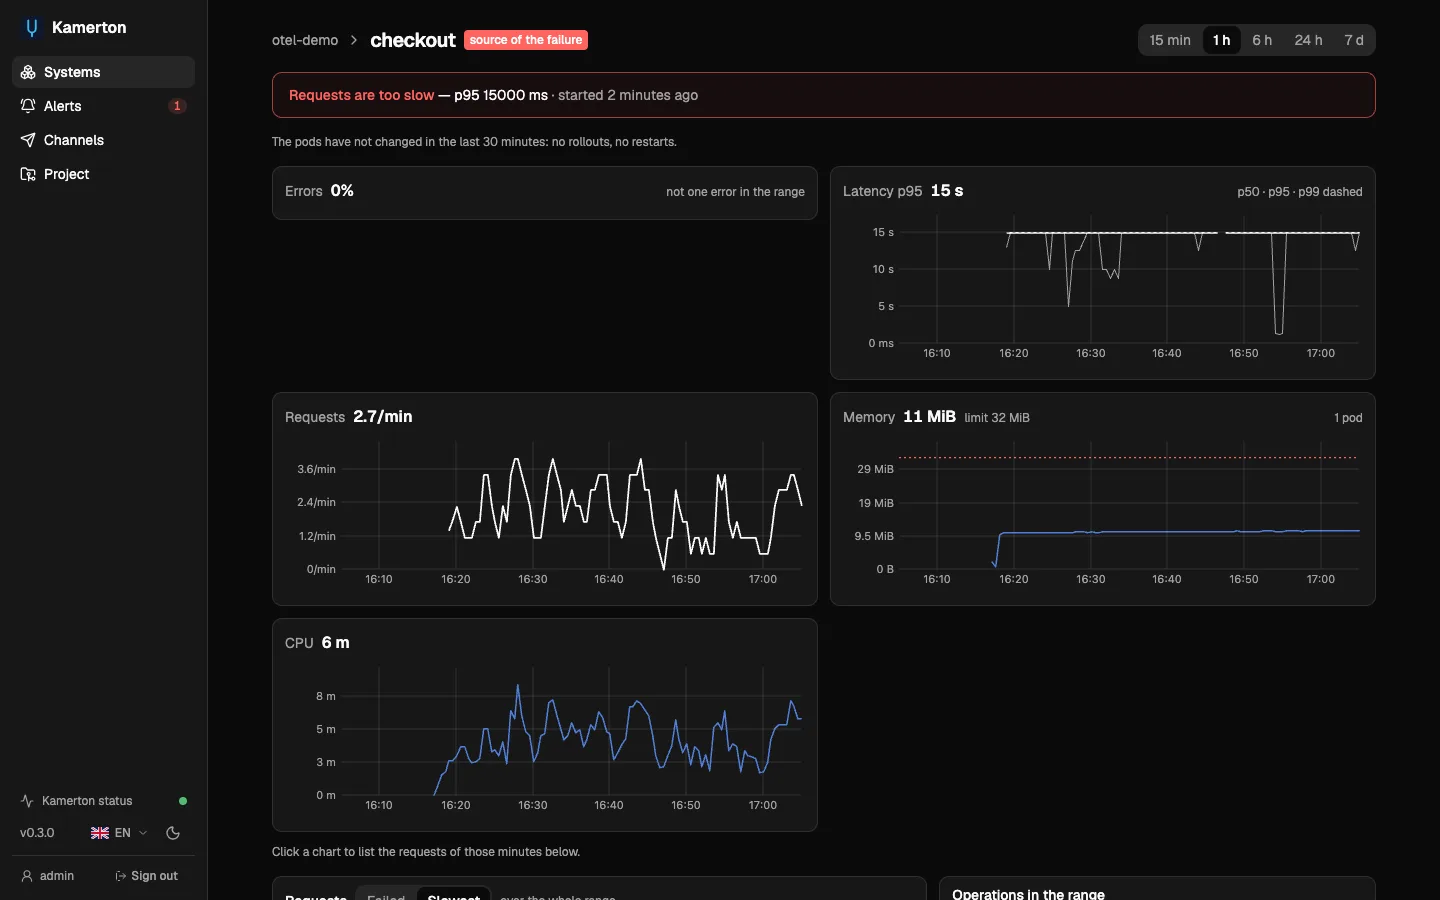 Kamerton
Systems
Alerts 1
Channels
Project
otel-demo > checkout source of the failure
15 min 1 h 6 h 24 h 7 d
Requests are too slow — p95 15000 ms · started 2 minutes ago
The pods have not changed in the last 30 minutes: no rollouts, no restarts.
Errors 0% not one error in the range
Latency p95 15 s p50 · p95 · p99 dashed
15 s
10 s
5 s
0 ms
16:10 16:20 16:30 16:40 16:50 17:00
Requests 2.7/min
3.6/min
2.4/min
1.2/min
0/min
16:10 16:20 16:30 16:40 16:50 17:00
Memory 11 MiB limit 32 MiB 1 pod
29 MiB
19 MiB
9.5 MiB
0 B
16:10 16:20 16:30 16:40 16:50 17:00
CPU 6 m
8 m
5 m
3 m
0 m
16:10 16:20 16:30 16:40 16:50 17:00
Click a chart to list the requests of those minutes below.
Requests Failed Slowest over the whole range
Operations in the range
Kamerton status
v0.3.0 EN
admin Sign out